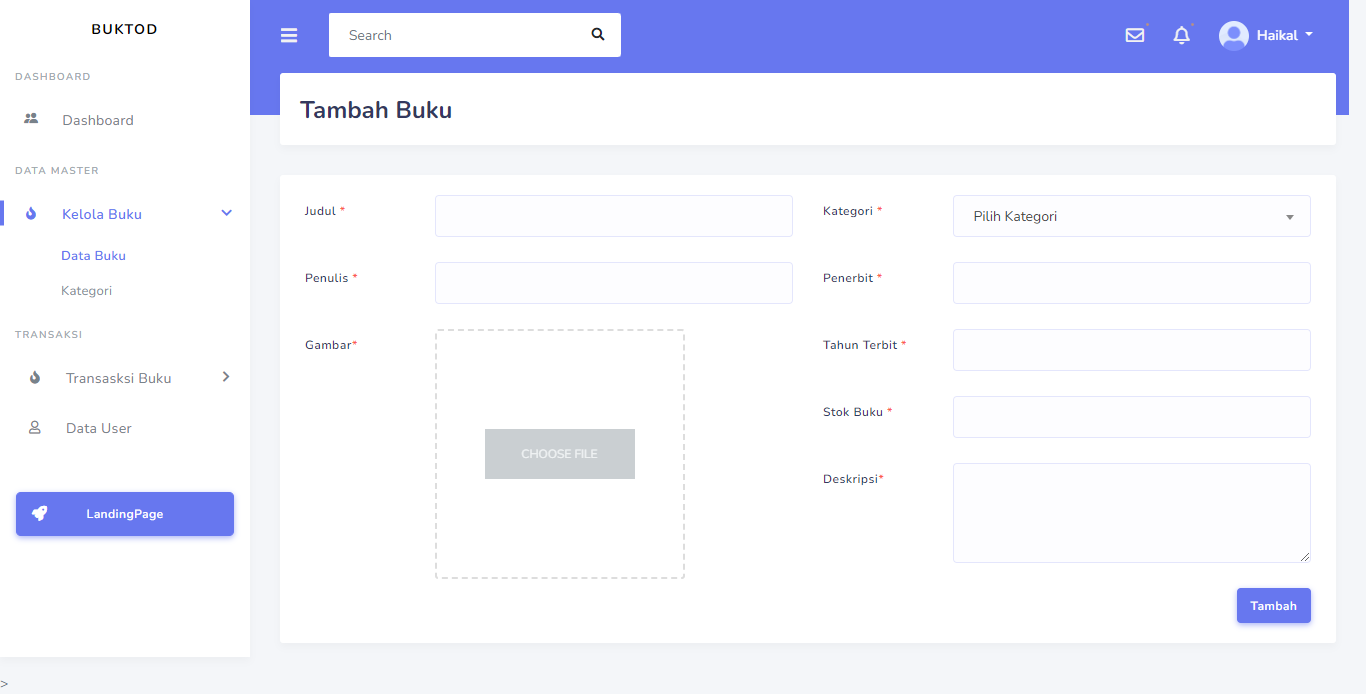 BUKTOD
Search
Haikal
DASHBOARD
Dashboard
DATA MASTER
Kelola Buku
Data Buku
Kategori
TRANSAKSI
Transasksi Buku
Data User
LandingPage
Tambah Buku
Judul *
Kategori *
Pilih Kategori
Penulis *
Penerbit *
Gambar*
CHOOSE FILE
Tahun Terbit *
Stok Buku *
Deskripsi*
Tambah
>